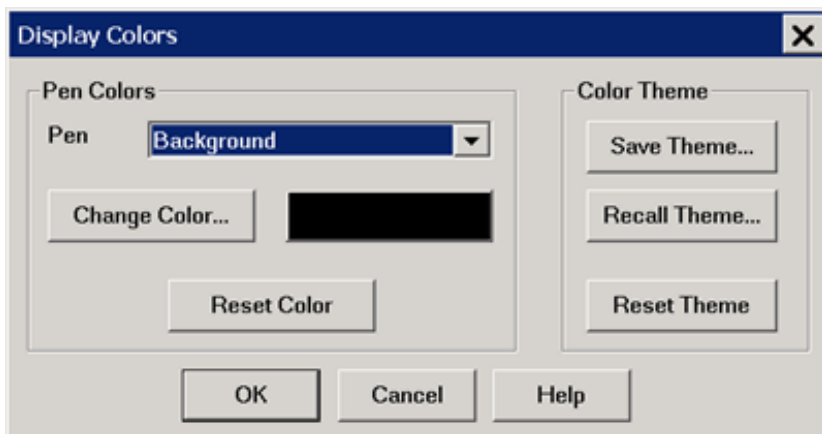 Display Colors
Pen Colors
Pen
Background
Change Color...
Reset Color
Color Theme
Save Theme...
Recall Theme...
Reset Theme
OK
Cancel
Help